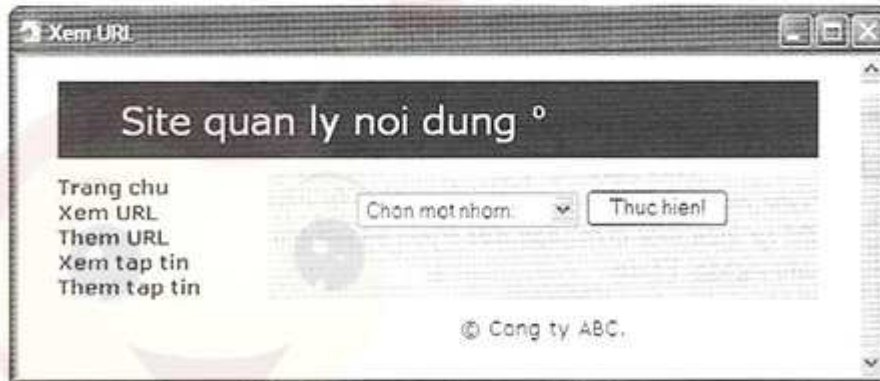 Xem URL
Site quan ly noi dung °
Trang chu
Xem URL
Them URL
Xem tap tin
Them tap tin
Chon mot nhom: Thuc hien!
© Cong ty ABC.